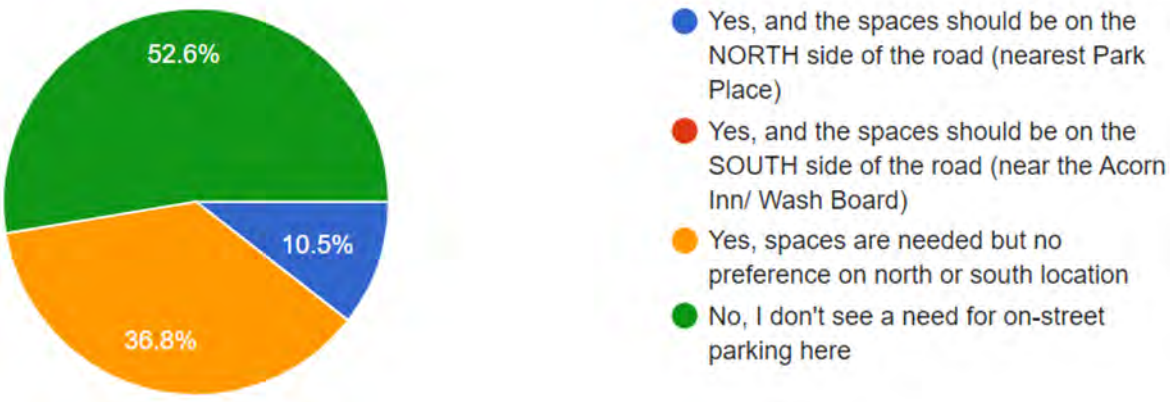 52.6%
10.5%
36.8%
Yes, and the spaces should be on the
NORTH side of the road (nearest Park
Place)
Yes, and the spaces should be on the
SOUTH side of the road (near the Acorn
Inn/ Wash Board)
Yes, spaces are needed but no
preference on north or south location
No, I don't see a need for on-street
parking here